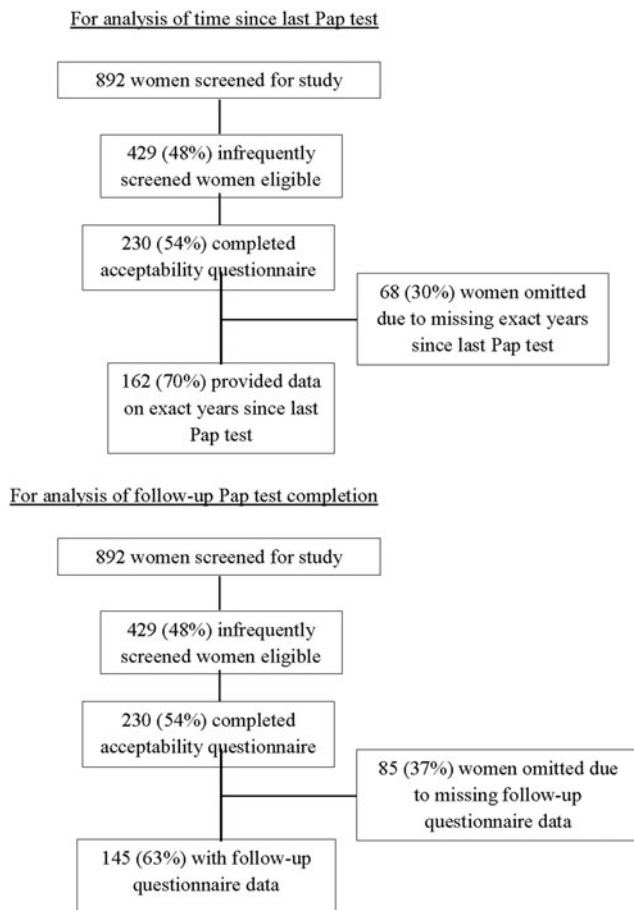 For analysis of time since last Pap test
892 women screened for study
429 (48%) infrequently
screened women eligible
230 (54%) completed
acceptability questionnaire
68 (30%) women omitted
due to missing exact years
since last Pap test
162 (70%) provided data
on exact years since last
Pap test
For analysis of follow-up Pap test completion
892 women screened for study
429 (48%) infrequently
screened women eligible
230 (54%) completed
acceptability questionnaire
85 (37%) women omitted due
to missing follow-up
questionnaire data
145 (63%) with follow-up
questionnaire data